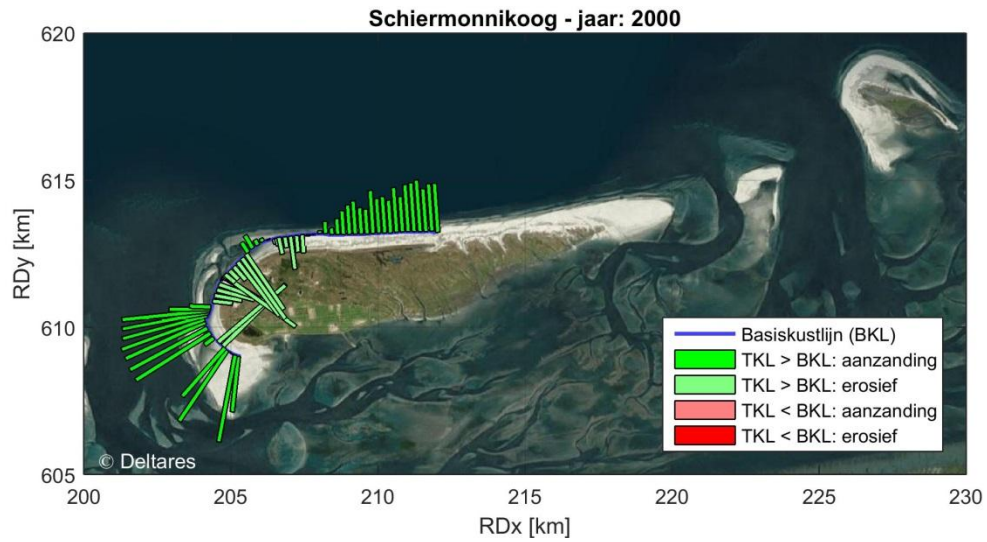 Schiermonnikoog - jaar: 2000
620
615
610
605
RDy [km]
200
205
210
215
220
225
230
RDx [km]
Basiskustlijn (BKL)
TKL > BKL: aanzanding
TKL > BKL: erosief
TKL < BKL: aanzanding
TKL < BKL: erosief
© Deltares